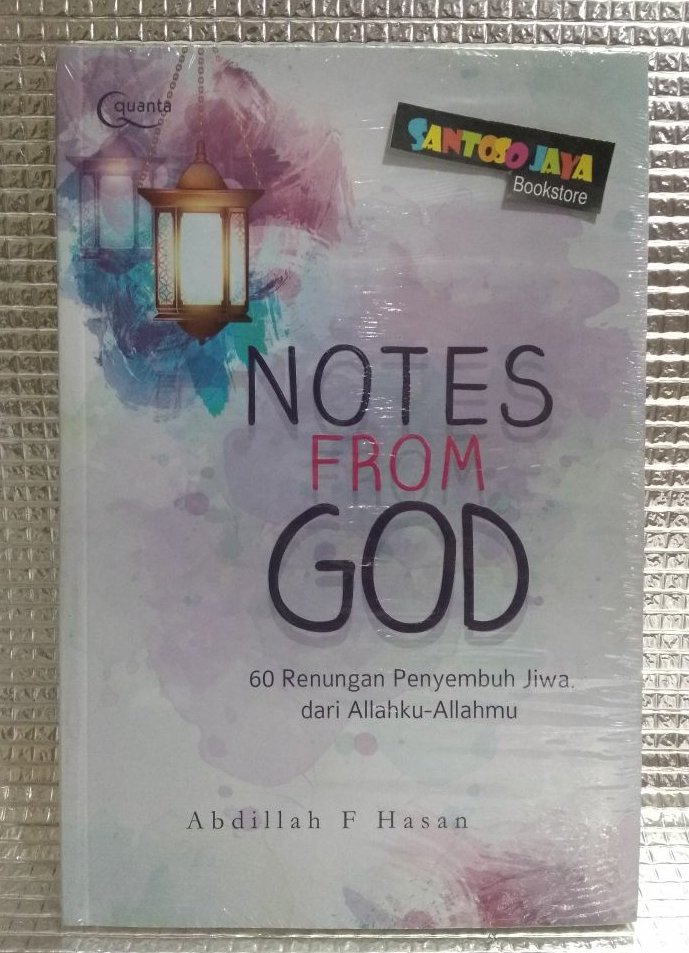 quanta
SANTOSO JAYA
Bookstore
NOTES
FROM
GOD
60 Renungan Penyembuh Jiwa
dari Allahku-Allahmu
Abdillah F Hasan